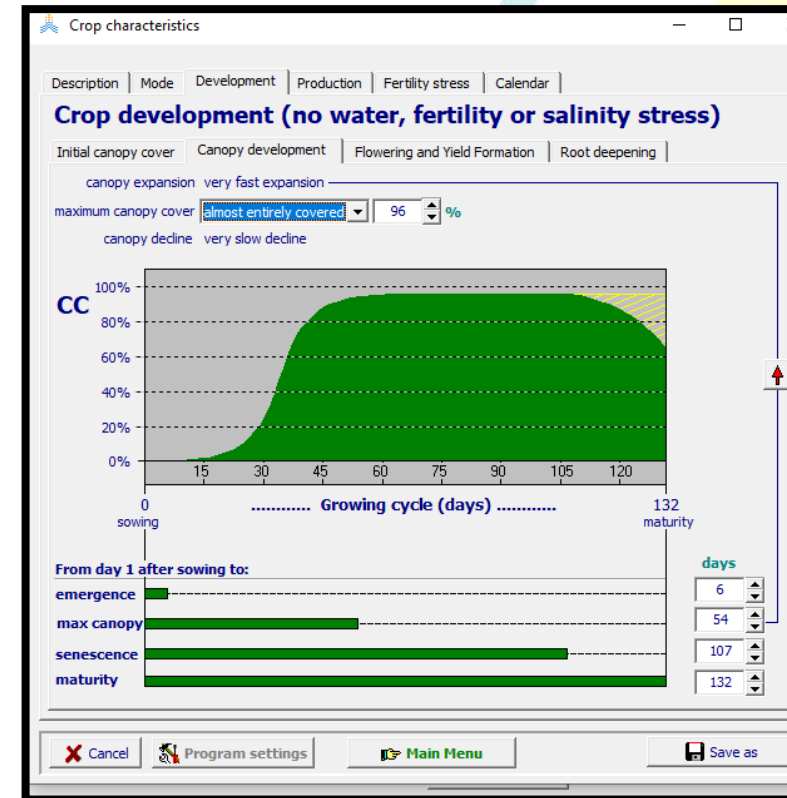 Crop characteristics
Description Mode Development Production Fertility stress Calendar
Crop development (no water, fertility or salinity stress)
Initial canopy cover Canopy development Flowering and Yield Formation Root deepening
canopy expansion very fast expansion
maximum canopy cover almost entirely covered 96 %
canopy decline very slow decline
CC
100%
80%
60%
40%
20%
0%
15 30 45 60 75 90 105 120
0 ............ Growing cycle (days) ............ 132
sowing maturity
From day 1 after sowing to: days
emergence 6
max canopy 54
senescence 107
maturity 132
Cancel Program settings Main Menu Save as